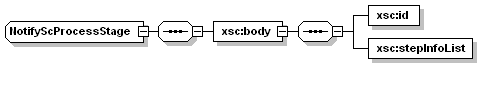 NotifyScProcessStage
xsc:body
xsc:id
xsc:stepInfoList